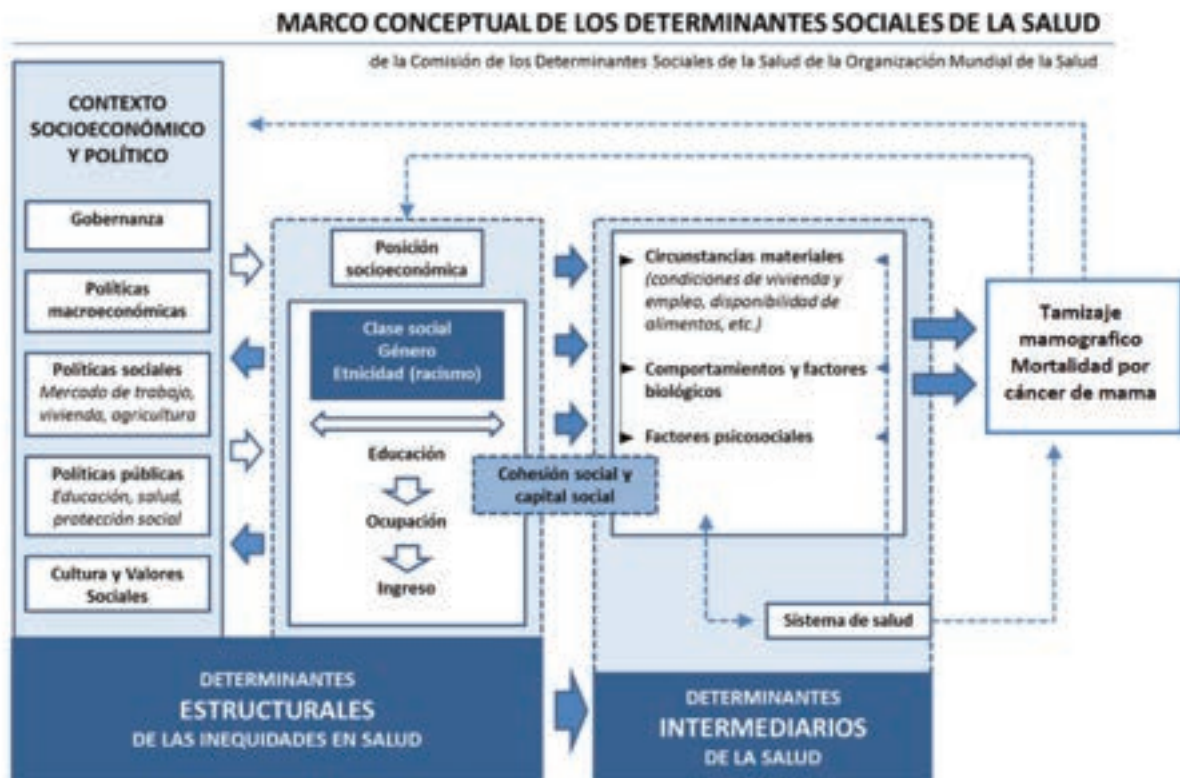 MARCO CONCEPTUAL DE LOS DETERMINANTES SOCIALES DE LA SALUD
de la Comisión de los Determinantes Sociales de la Salud de la Organización Mundial de la Salud
CONTEXTO
SOCIOECONÓMICO
Y POLÍTICO
Gobernanza
Políticas
macroeconómicas
Políticas sociales
Mercado de trabajo,
vivienda, agricultura
Políticas públicas
Educación, salud,
protección social
Cultura y Valores
Sociales
Posición
socioeconómica
Clase social
Género
Etnicidad (racismo)
Educación
Ocupación
Ingreso
Cohesión social y
capital social
Circunstancias materiales
(condiciones de vivienda y
empleo, disponibilidad de
alimentos, etc.)
Comportamientos y factores
biológicos
Factores psicosociales
Sistema de salud
Tamizaje
mamografico
Mortalidad por
cáncer de mama
DETERMINANTES
ESTRUCTURALES
DE LAS INEQUIDADES EN SALUD
DETERMINANTES
INTERMEDIARIOS
DE LA SALUD